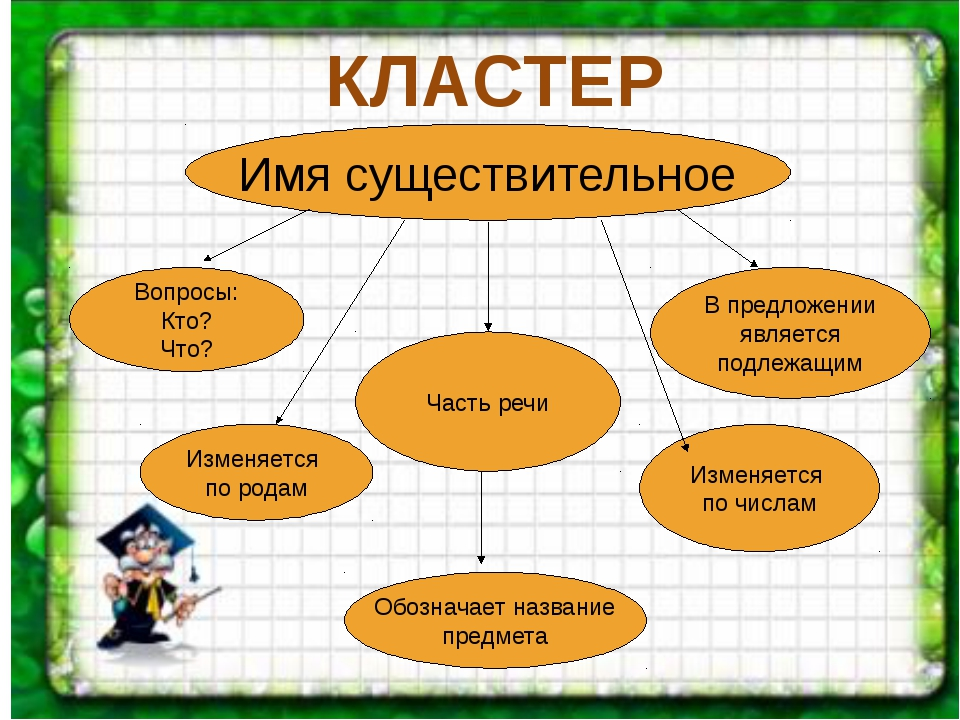 КЛАСТЕР
Имя существительное
Вопросы:
Кто?
Что?
В предложении
является
подлежащим
Часть речи
Изменяется
по родам
Изменяется
по числам
Обозначает название
предмета